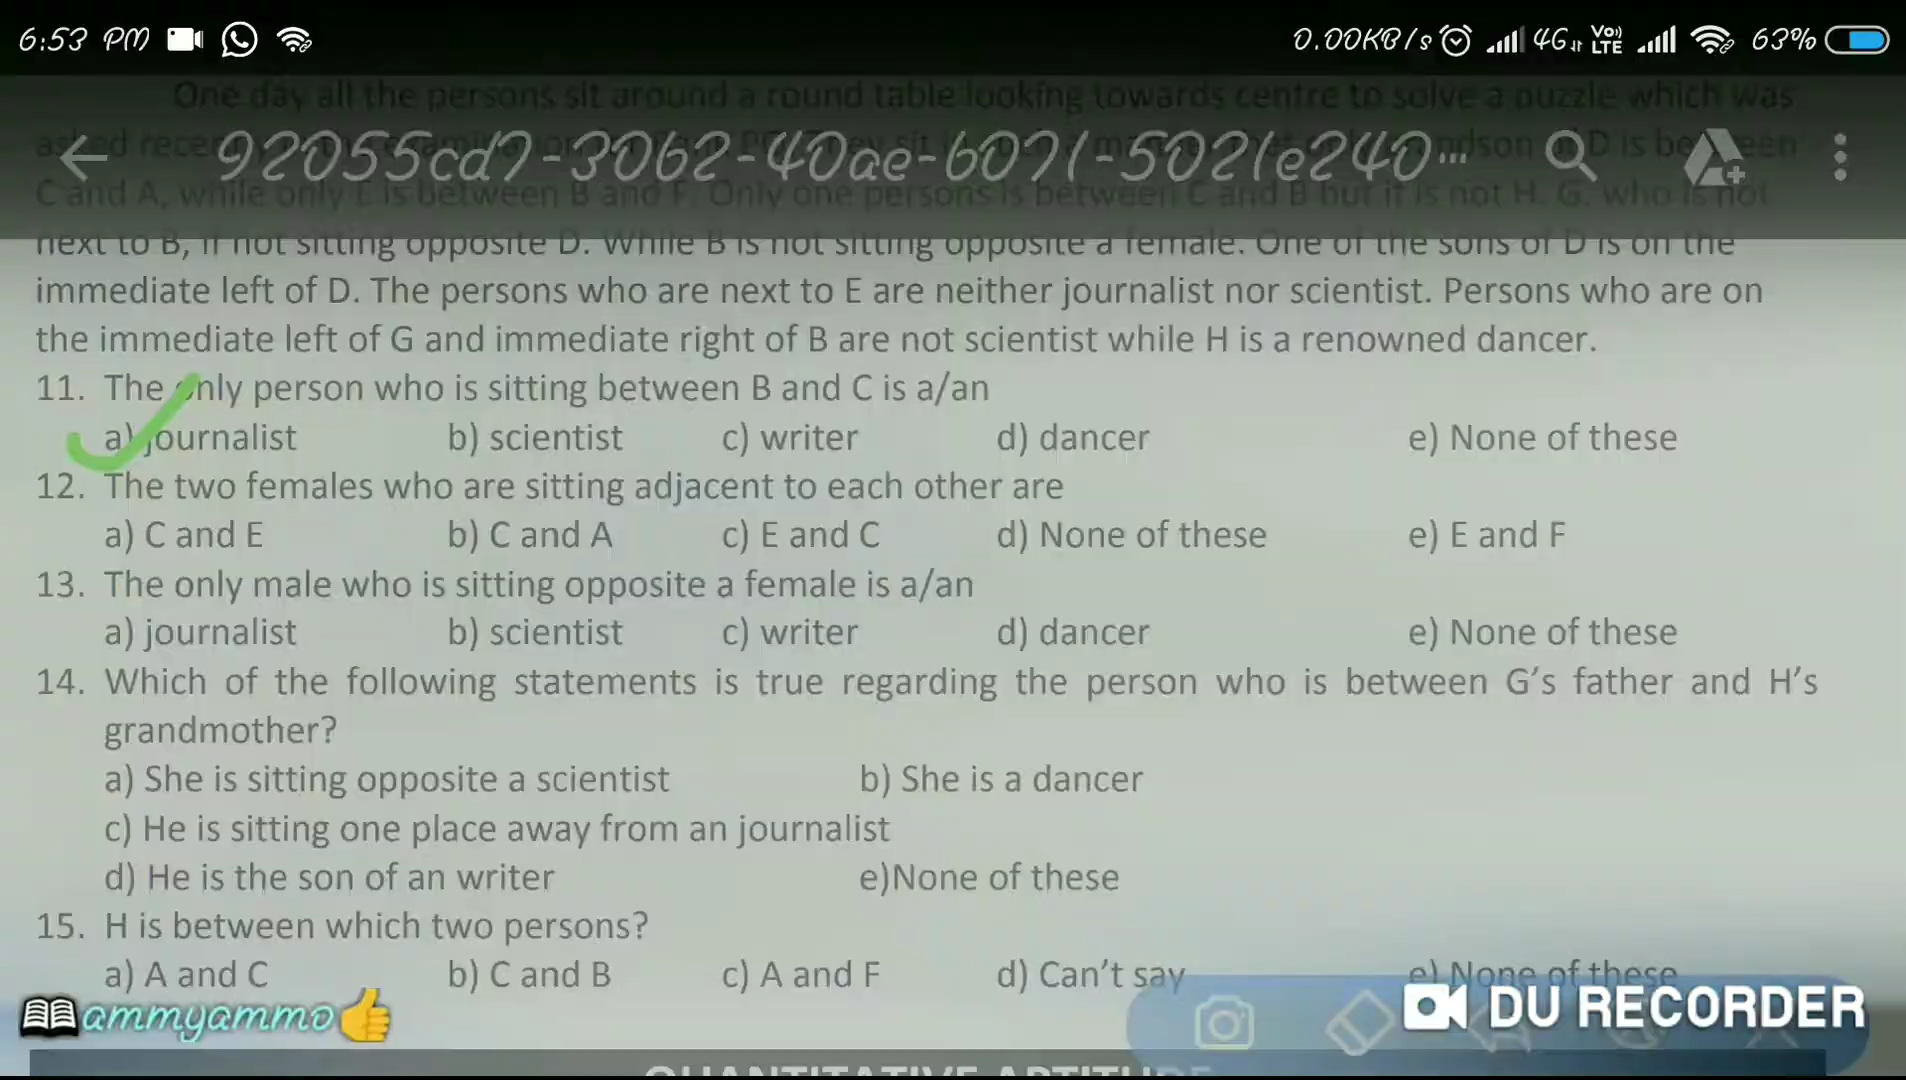 6:53 PM 0.00KB/s 4G VoLTE 63%
One day all the persons sit around a round table looking towards centre to solve a puzzle which was
asked D is between
92055cd7-3062-40ae-b071-5021e240...
C and A, while only E is between B and F. Only one persons is between C and B but it is not H. G, who is not
next to B, if not sitting opposite D. While B is not sitting opposite a female. One of the sons of D is on the
immediate left of D. The persons who are next to E are neither journalist nor scientist. Persons who are on
the immediate left of G and immediate right of B are not scientist while H is a renowned dancer.
11. The only person who is sitting between B and C is a/an
a) journalist b) scientist c) writer d) dancer e) None of these
12. The two females who are sitting adjacent to each other are
a) C and E b) C and A c) E and C d) None of these e) E and F
13. The only male who is sitting opposite a female is a/an
a) journalist b) scientist c) writer d) dancer e) None of these
14. Which of the following statements is true regarding the person who is between G's father and H's
grandmother?
a) She is sitting opposite a scientist b) She is a dancer
c) He is sitting one place away from an journalist
d) He is the son of an writer e)None of these
15. H is between which two persons?
a) A and C b) C and B c) A and F d) Can't say e) None of these
ammyammo
DU RECORDER
QUANTITATIVE APTITUDE